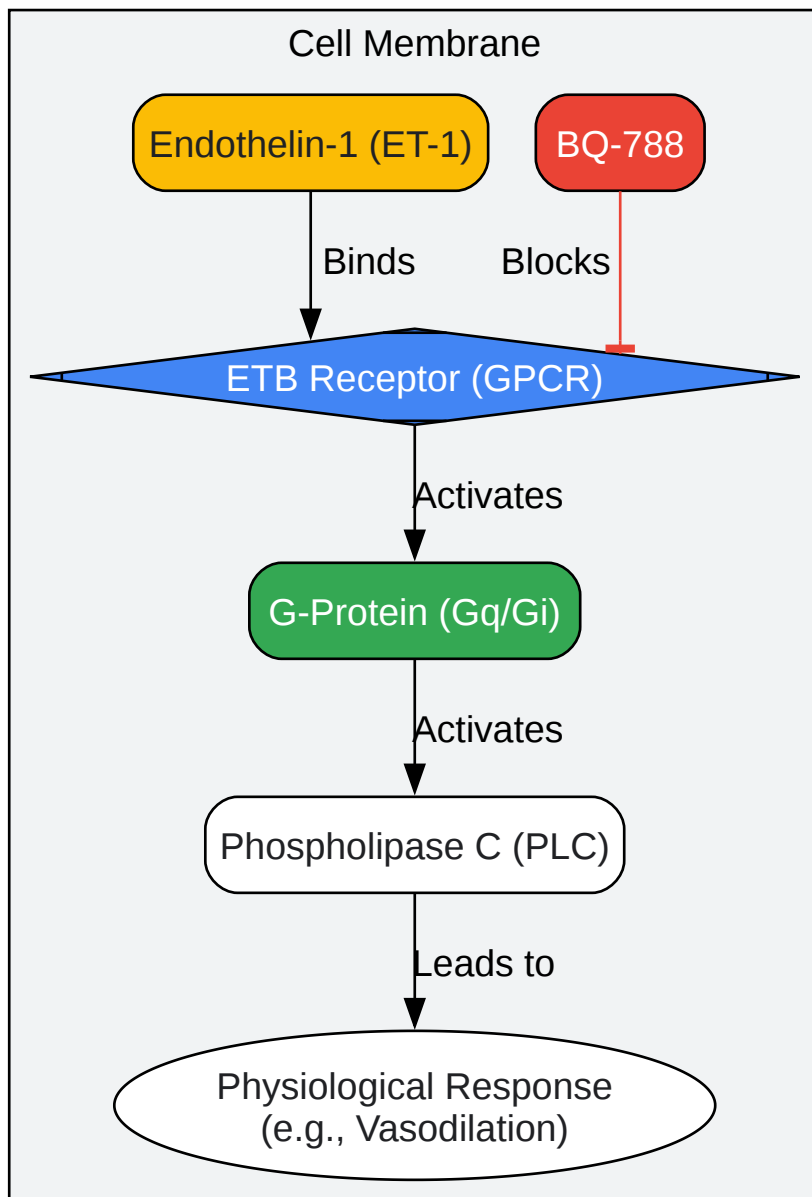 Cell Membrane
Endothelin-1 (ET-1)
BQ-788
Binds
Blocks
ETB Receptor (GPCR)
Activates
G-Protein (Gq/Gi)
Activates
Phospholipase C (PLC)
Leads to
Physiological Response
(e.g., Vasodilation)